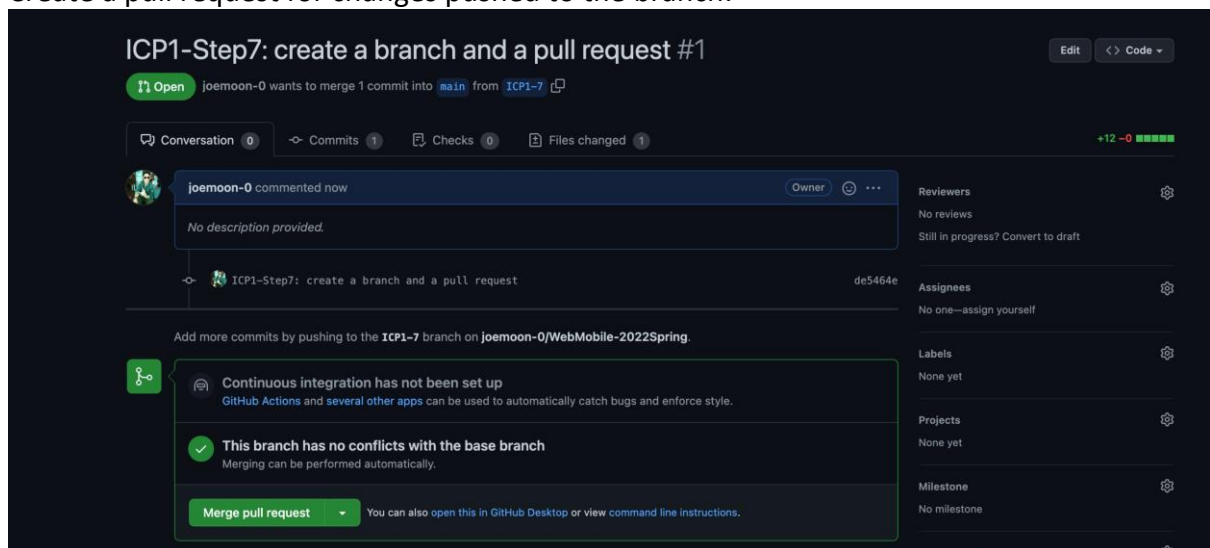 Create a pull request for changes pushed to the branch.
ICP1-Step7: create a branch and a pull request #1
Edit
<> Code
Open
joemoon-0 wants to merge 1 commit into main from ICP1-7
Conversation 0
Commits 1
Checks 0
Files changed 1
+12 −0
joemoon-0 commented now
Owner
No description provided.
ICP1-Step7: create a branch and a pull request
de5464e
Add more commits by pushing to the ICP1-7 branch on joemoon-0/WebMobile-2022Spring.
Continuous integration has not been set up
GitHub Actions and several other apps can be used to automatically catch bugs and enforce style.
This branch has no conflicts with the base branch
Merging can be performed automatically.
Merge pull request
You can also open this in GitHub Desktop or view command line instructions.
Reviewers
No reviews
Still in progress? Convert to draft
Assignees
No one—assign yourself
Labels
None yet
Projects
None yet
Milestone
No milestone